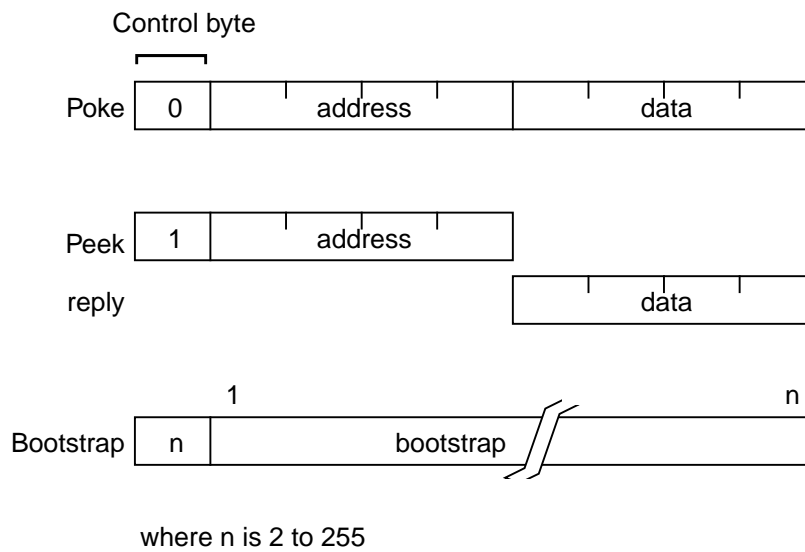 Control byte
Poke 0 address data
Peek 1 address
reply data
1 n
Bootstrap n bootstrap
where n is 2 to 255